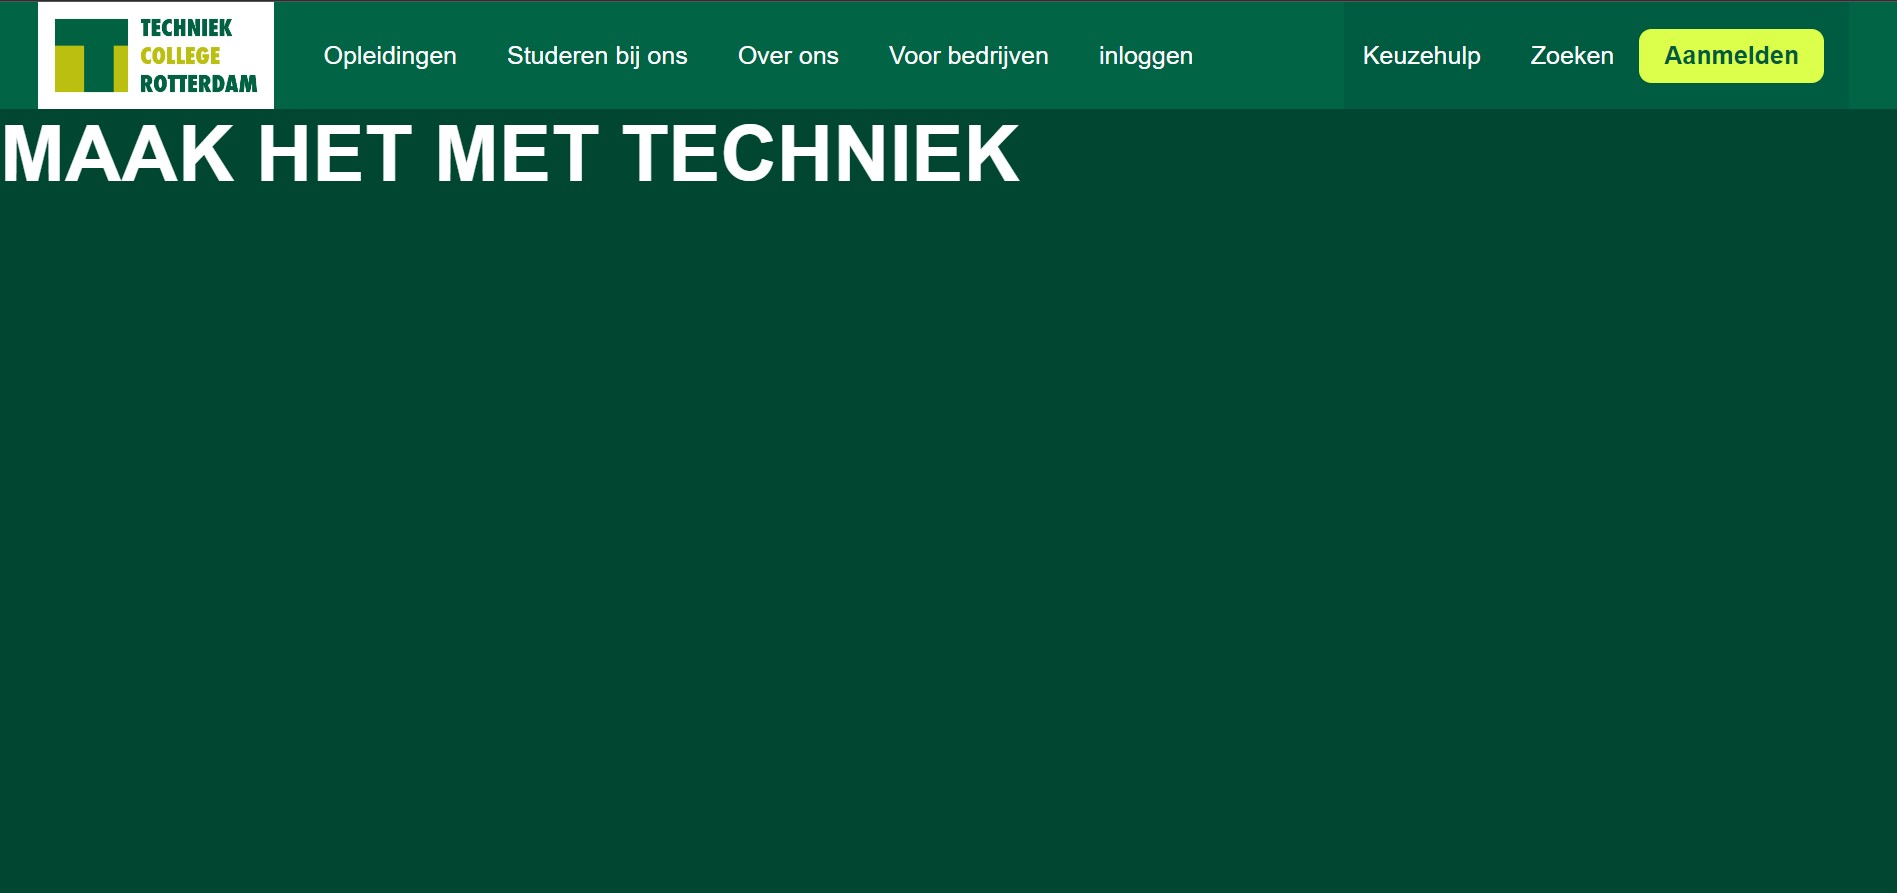 TECHNIEK
COLLEGE
ROTTERDAM
Opleidingen Studeren bij ons Over ons Voor bedrijven inloggen Keuzehulp Zoeken Aanmelden
MAAK HET MET TECHNIEK